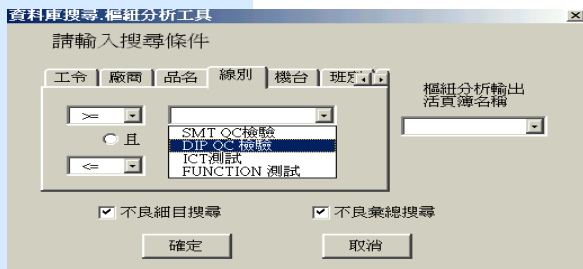 資料庫搜尋.樞紐分析工具
請輸入搜尋條件
工令 廠商 品名 線別 機台 班別
>=
且
<=
SMT QC檢驗
DIP QC 檢驗
ICT測試
FUNCTION 測試
樞紐分析輸出
活頁簿名稱
不良細目搜尋 不良彙總搜尋
確定 取消